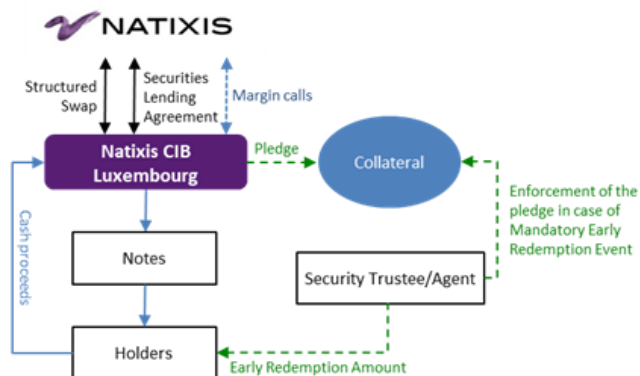 NATIXIS
Structured
Swap
Securities
Lending
Agreement
Margin calls
Natixis CIB
Luxembourg
Pledge
Collateral
Enforcement of the
pledge in case of
Mandatory Early
Redemption Event
Cash proceeds
Notes
Security Trustee/Agent
Holders
Early Redemption Amount